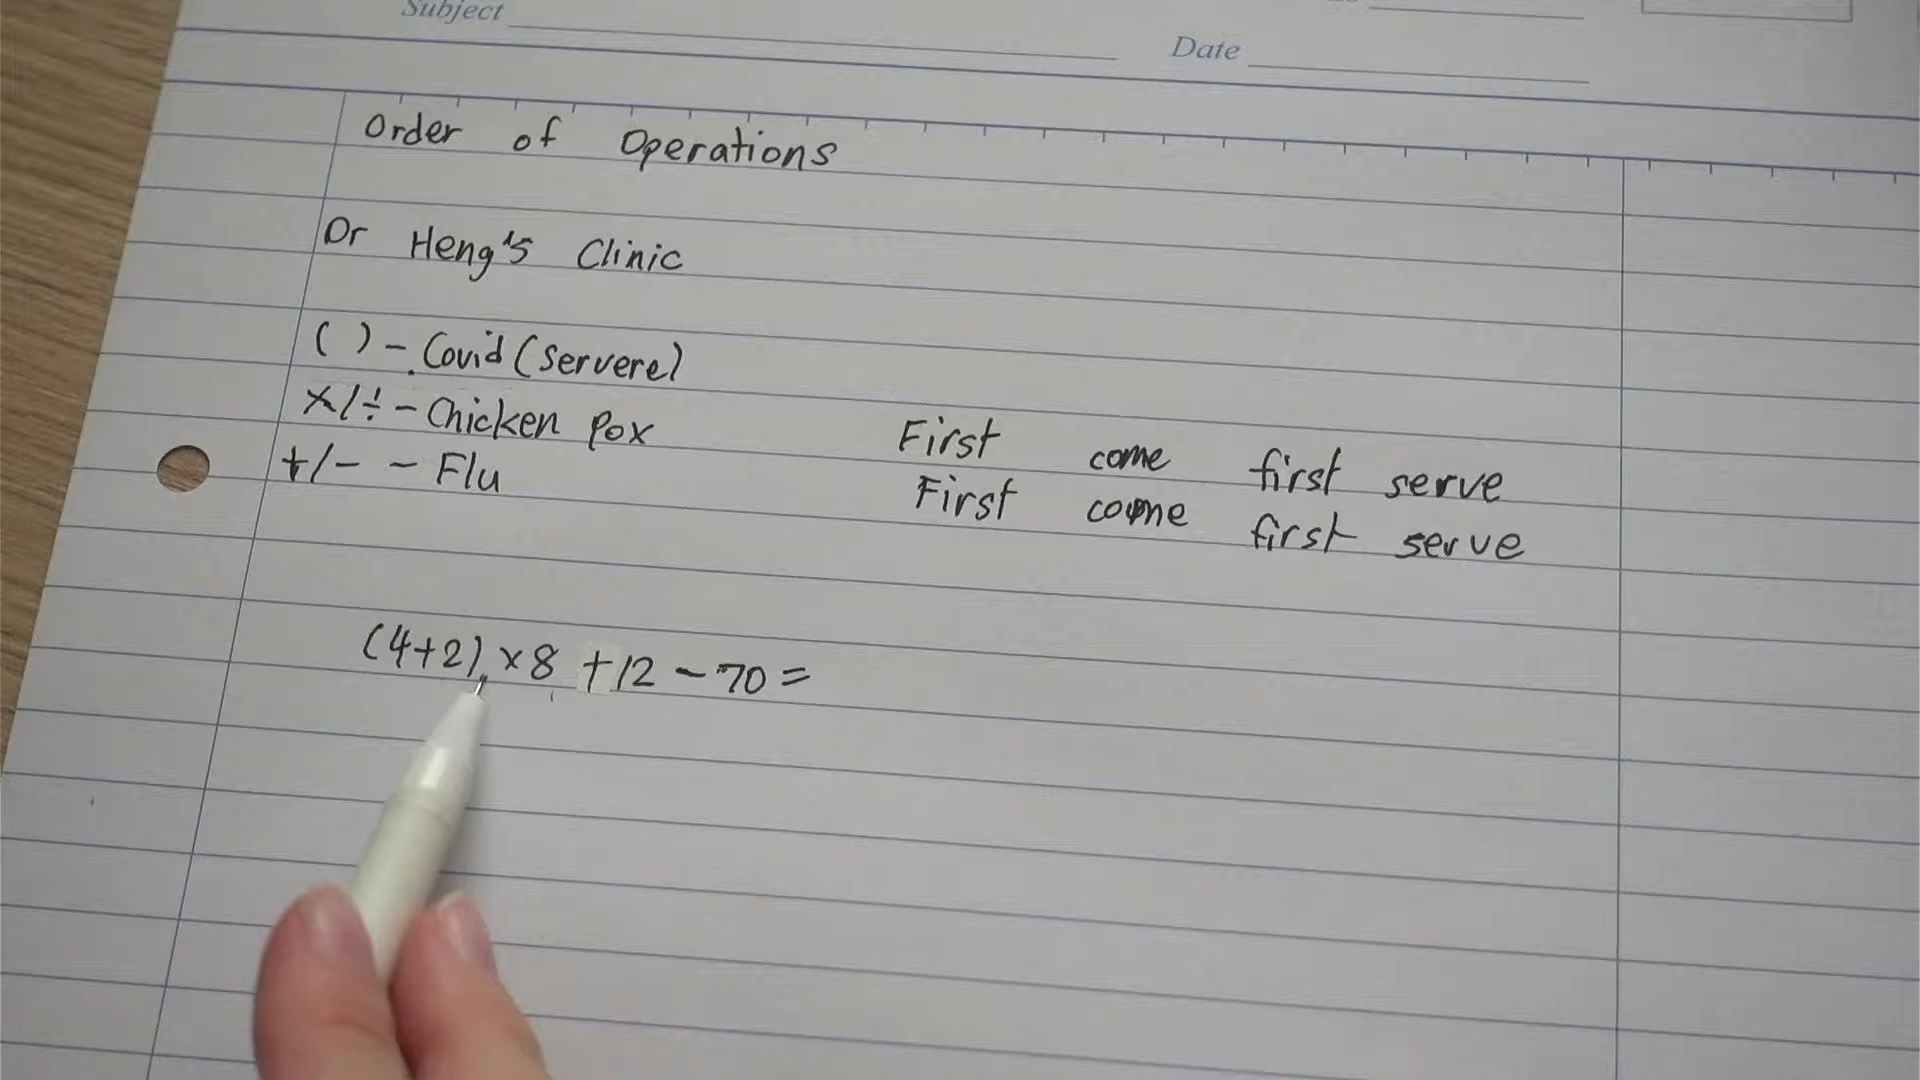 Subject
Date
Order of Operations
Dr Heng's Clinic
( ) - Covid (Servere)
×/÷ - Chicken Pox First come first serve
+/- - Flu First come first serve
(4+2) ×8 +12 - 70 =